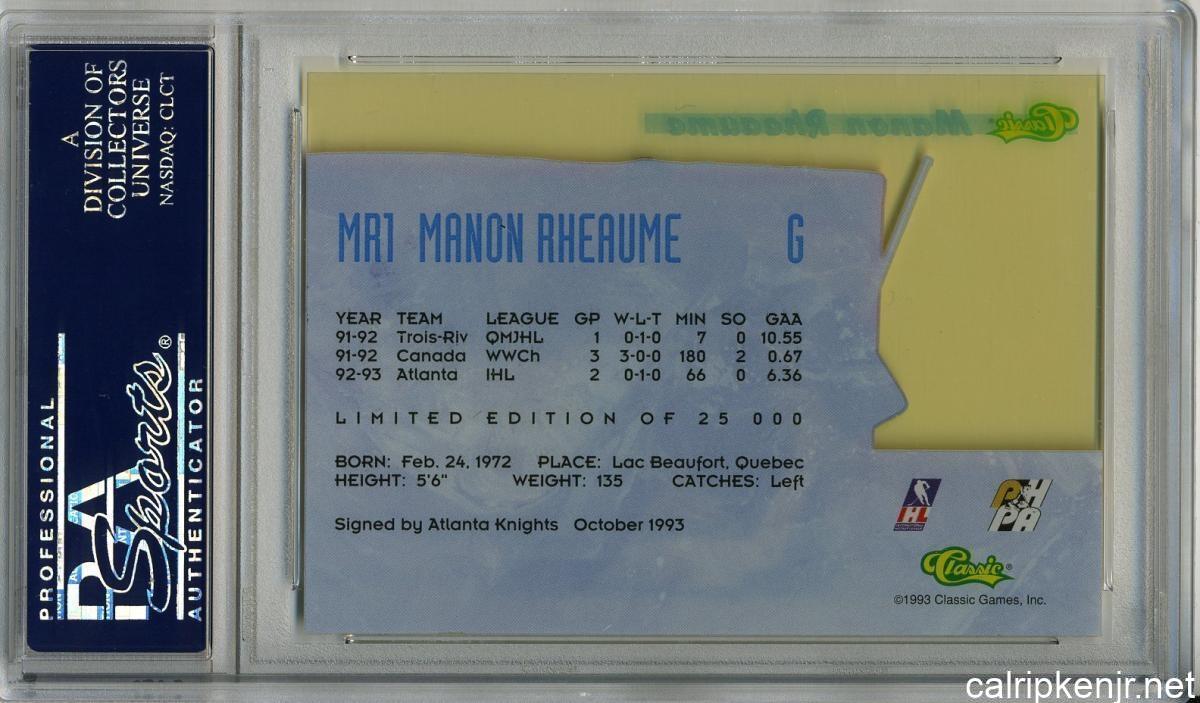 A
DIVISION OF
COLLECTORS
UNIVERSE
NASDAQ: CLCT
PROFESSIONAL
PSA
Sports®
AUTHENTICATOR
Classic Manon Rheaume
MR1 MANON RHEAUME G
YEAR TEAM LEAGUE GP W-L-T MIN SO GAA
91-92 Trois-Riv QMJHL 1 0-1-0 7 0 10.55
91-92 Canada WWCh 3 3-0-0 180 2 0.67
92-93 Atlanta IHL 2 0-1-0 66 0 6.36
LIMITED EDITION OF 25 000
BORN: Feb. 24, 1972 PLACE: Lac Beaufort, Quebec
HEIGHT: 5'6" WEIGHT: 135 CATCHES: Left
Signed by Atlanta Knights October 1993
IHL
PHPA
Classic®
©1993 Classic Games, Inc.
calripkenjr.net